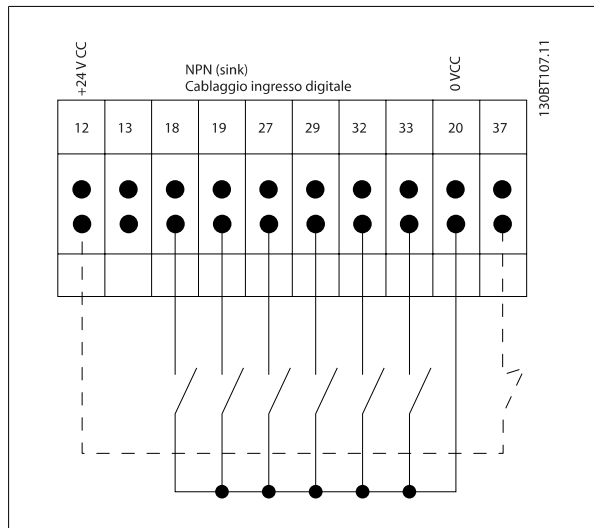 +24 V CC
NPN (sink)
Cablaggio ingresso digitale
0 VCC
130BT107.11
12 13 18 19 27 29 32 33 20 37